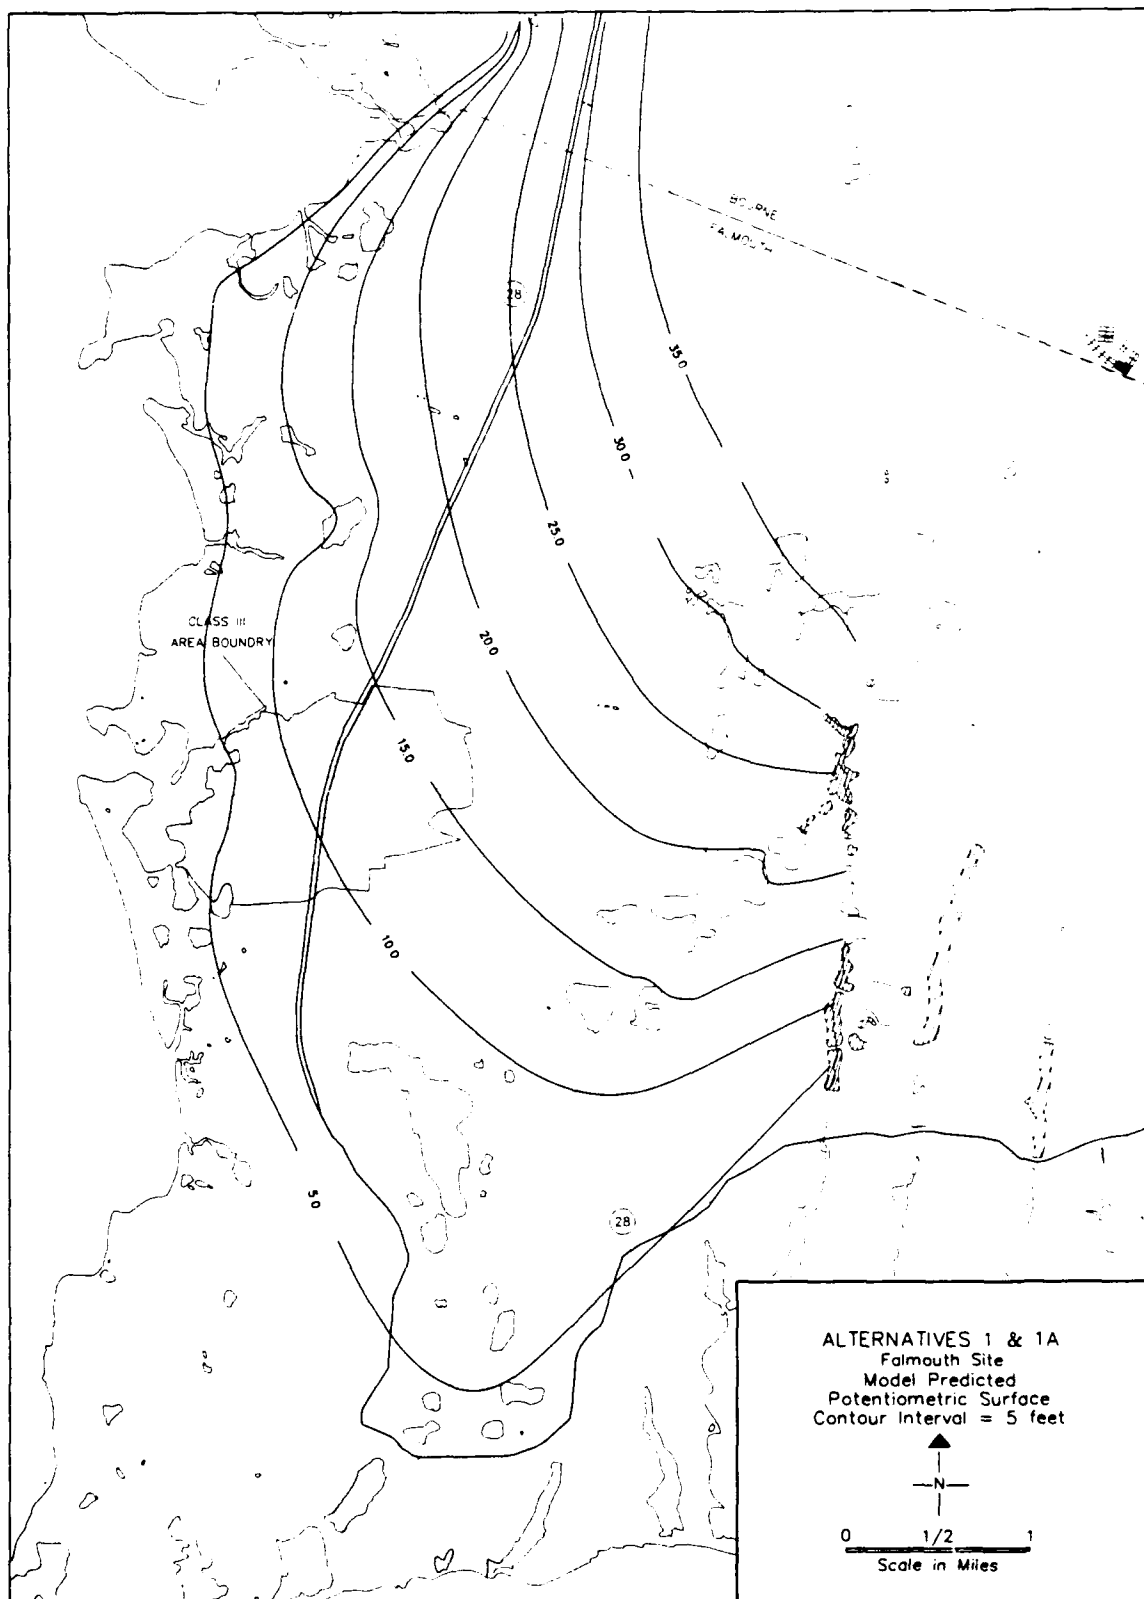 BOURNE
FALMOUTH
28
35.0
30.0
25.0
CLASS III
AREA BOUNDRY
20.0
15.0
10.0
5.0
28
ALTERNATIVES 1 & 1A
Falmouth Site
Model Predicted
Potentiometric Surface
Contour Interval = 5 feet
N
0 1/2 1
Scale in Miles